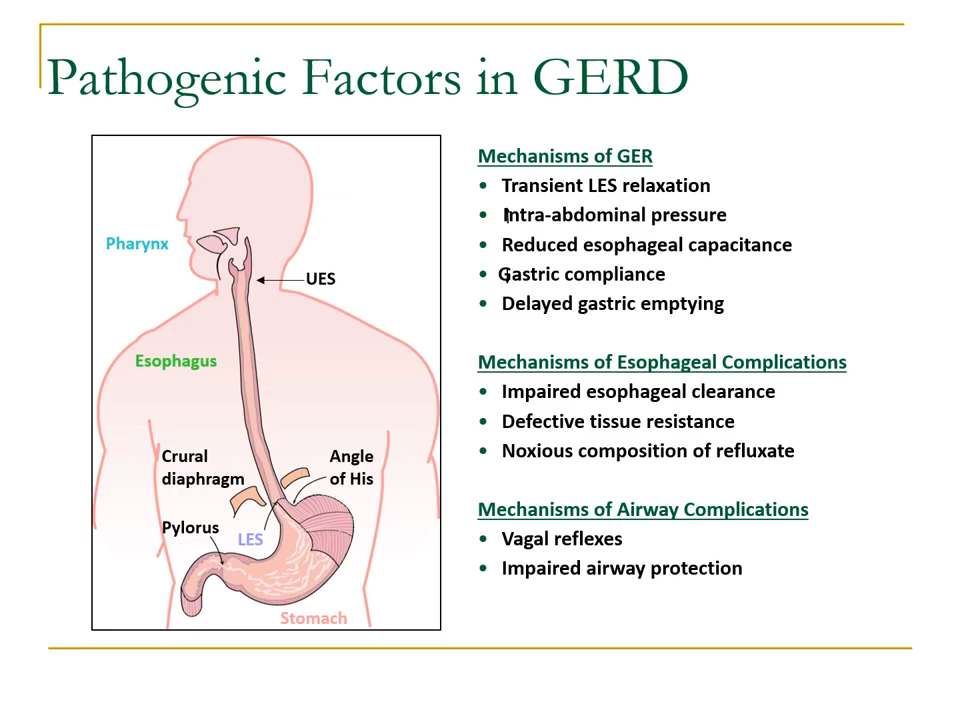 Pathogenic Factors in GERD
Pharynx
UES
Esophagus
Crural
diaphragm
Angle
of His
Pylorus
LES
Stomach
Mechanisms of GER
• Transient LES relaxation
• Intra-abdominal pressure
• Reduced esophageal capacitance
• Gastric compliance
• Delayed gastric emptying
Mechanisms of Esophageal Complications
• Impaired esophageal clearance
• Defective tissue resistance
• Noxious composition of refluxate
Mechanisms of Airway Complications
• Vagal reflexes
• Impaired airway protection